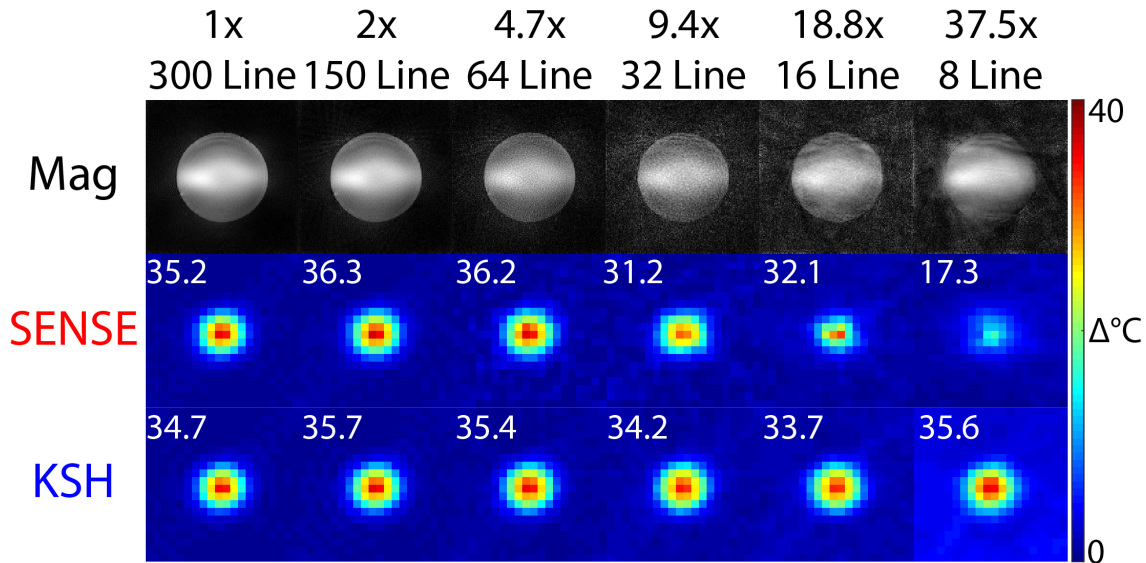 1x 2x 4.7x 9.4x 18.8x 37.5x
300 Line 150 Line 64 Line 32 Line 16 Line 8 Line
40
Mag
35.2 36.3 36.2 31.2 32.1 17.3
SENSE
Δ°C
34.7 35.7 35.4 34.2 33.7 35.6
KSH
0